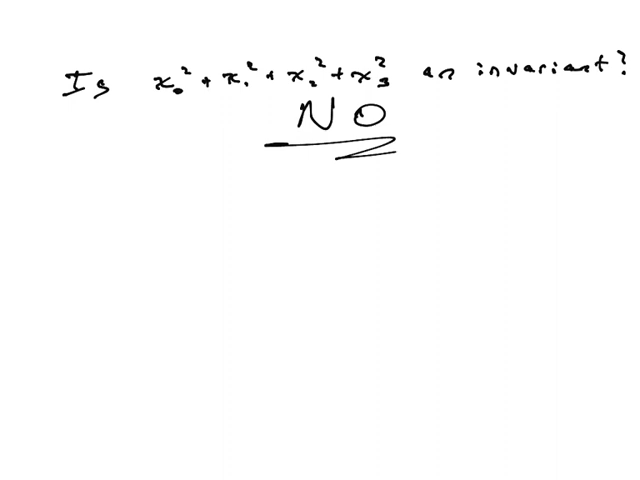 Is x₀² + x₁² + x₂² + x₃² an invariant?
NO